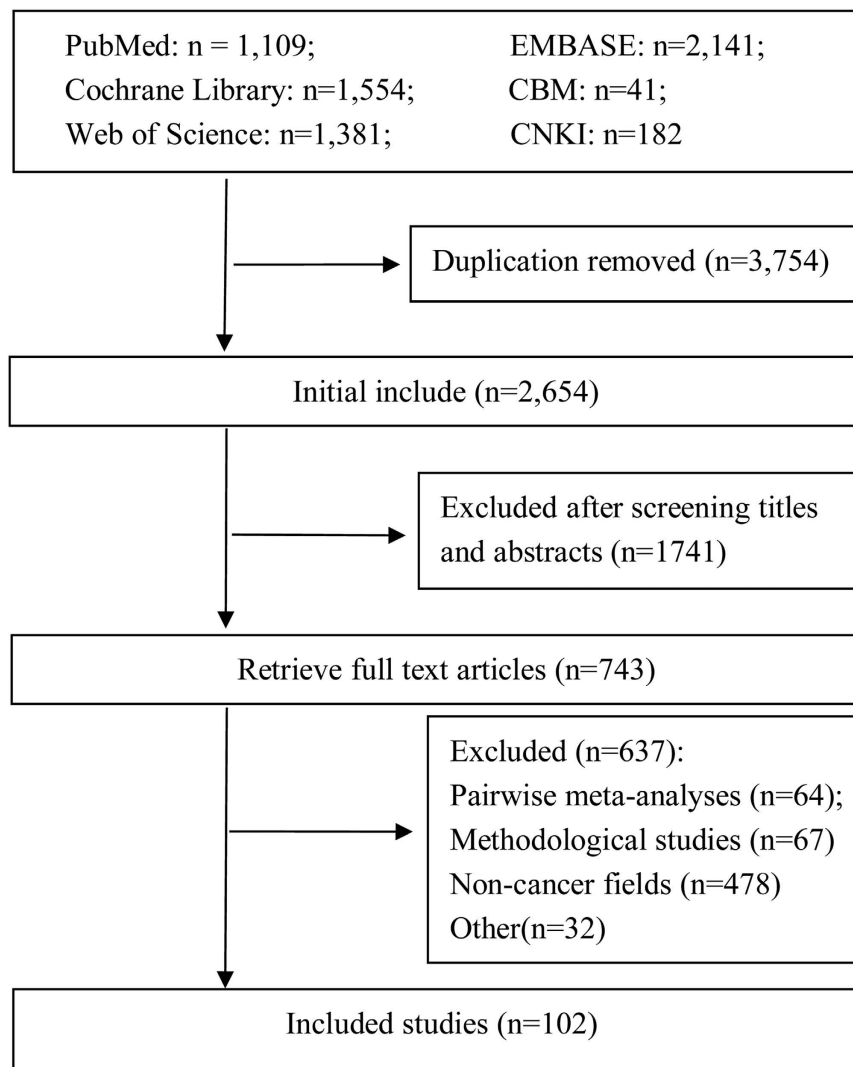 PubMed: n = 1,109; EMBASE: n=2,141;
Cochrane Library: n=1,554; CBM: n=41;
Web of Science: n=1,381; CNKI: n=182
Duplication removed (n=3,754)
Initial include (n=2,654)
Excluded after screening titles
and abstracts (n=1741)
Retrieve full text articles (n=743)
Excluded (n=637):
Pairwise meta-analyses (n=64);
Methodological studies (n=67)
Non-cancer fields (n=478)
Other(n=32)
Included studies (n=102)